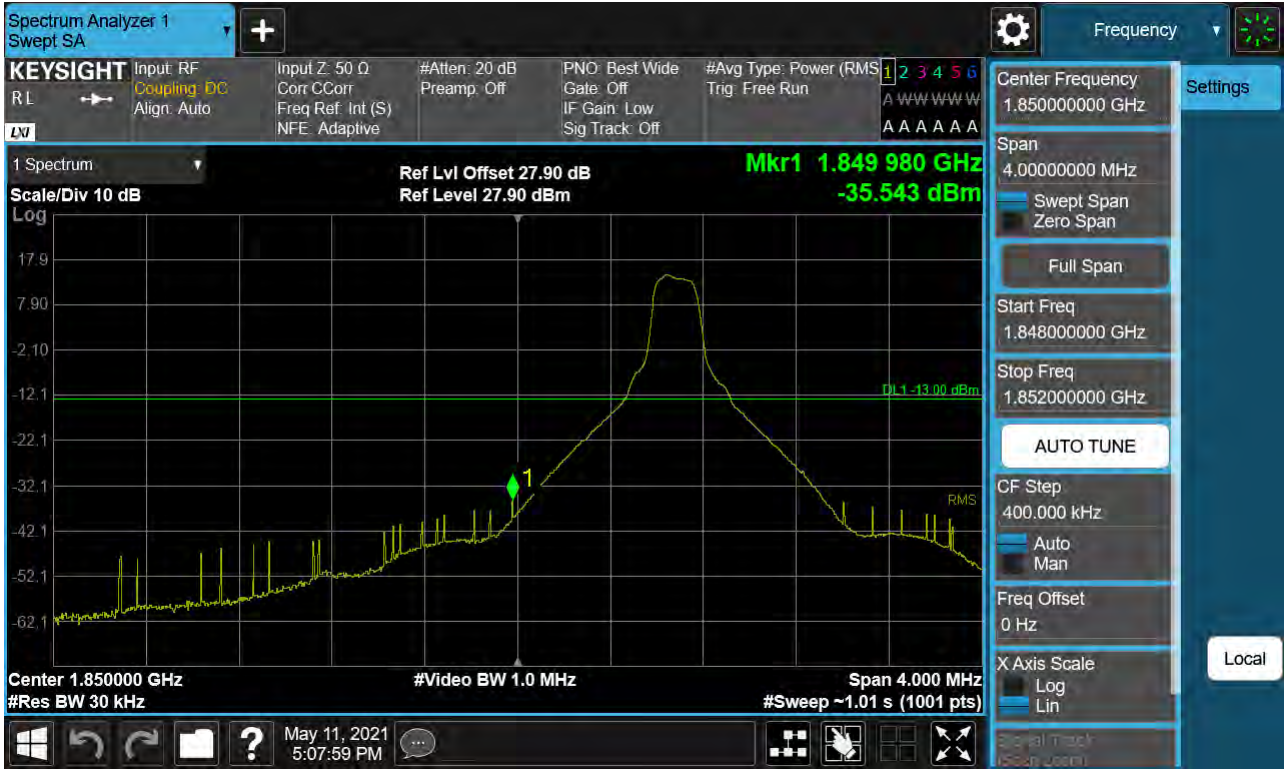 Spectrum Analyzer 1
Swept SA
+
Frequency
KEYSIGHT
R L
LXI
Input: RF
Coupling: DC
Align: Auto
Input Z: 50 Ω
Corr CCorr
Freq Ref: Int (S)
NFE: Adaptive
#Atten: 20 dB
Preamp: Off
PNO: Best Wide
Gate: Off
IF Gain: Low
Sig Track: Off
#Avg Type: Power (RMS
Trig: Free Run
1 2 3 4 5 6
A W W W W W
A A A A A A
1 Spectrum
Scale/Div 10 dB
Log
Ref Lvl Offset 27.90 dB
Ref Level 27.90 dBm
Mkr1 1.849 980 GHz
-35.543 dBm
17.9
7.90
-2.10
-12.1
-22.1
-32.1
-42.1
-52.1
-62.1
DL1 -13.00 dBm
1
RMS
Center 1.850000 GHz
#Res BW 30 kHz
#Video BW 1.0 MHz
Span 4.000 MHz
#Sweep ~1.01 s (1001 pts)
Center Frequency
1.850000000 GHz
Span
4.00000000 MHz
Swept Span
Zero Span
Full Span
Start Freq
1.848000000 GHz
Stop Freq
1.852000000 GHz
AUTO TUNE
CF Step
400.000 kHz
Auto
Man
Freq Offset
0 Hz
X Axis Scale
Log
Lin
Signal Track
(Span Zoom)
Settings
Local
?
May 11, 2021
5:07:59 PM